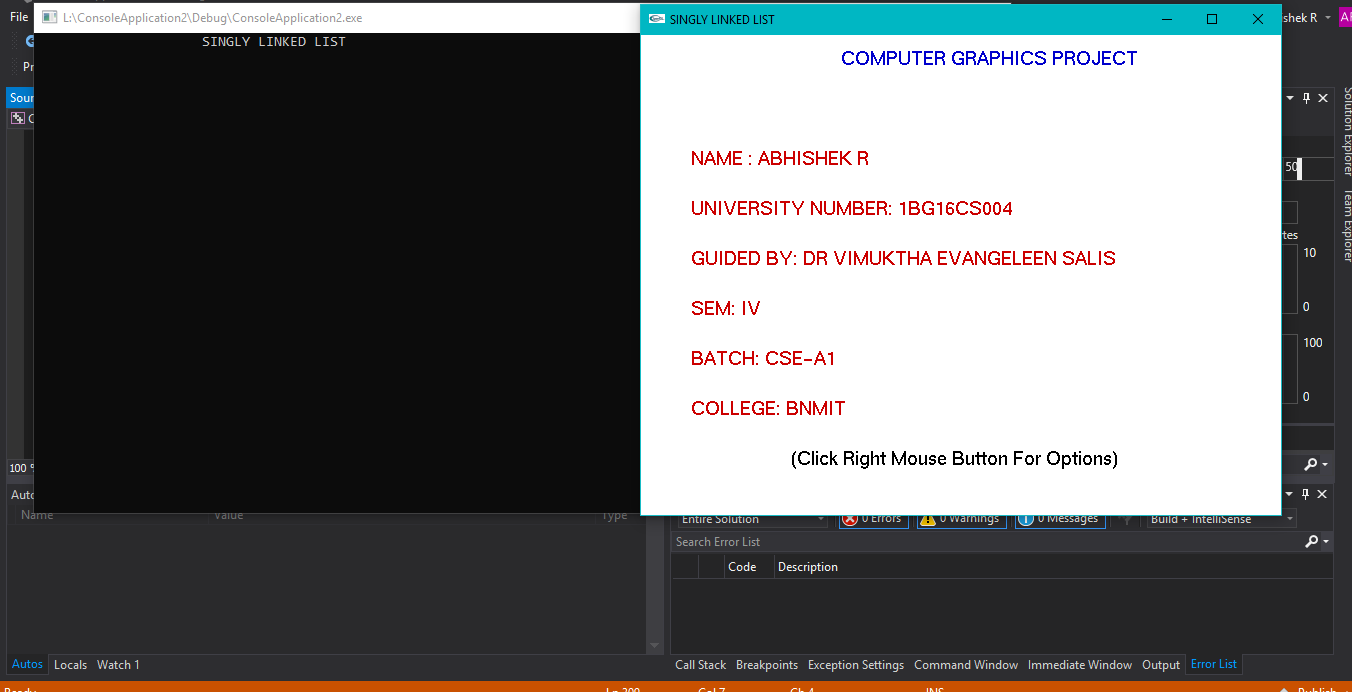 File
L:\ConsoleApplication2\Debug\ConsoleApplication2.exe
SINGLY LINKED LIST
SINGLY LINKED LIST
COMPUTER GRAPHICS PROJECT
NAME : ABHISHEK R
UNIVERSITY NUMBER: 1BG16CS004
GUIDED BY: DR VIMUKTHA EVANGELEEN SALIS
SEM: IV
BATCH: CSE-A1
COLLEGE: BNMIT
(Click Right Mouse Button For Options)
shek R
Solution Explorer
Team Explorer
50
10
0
100
0
100 %
Name
Value
Type
Entire Solution
0 Errors
0 Warnings
0 Messages
Build + IntelliSense
Search Error List
Code
Description
Autos
Locals
Watch 1
Call Stack
Breakpoints
Exception Settings
Command Window
Immediate Window
Output
Error List